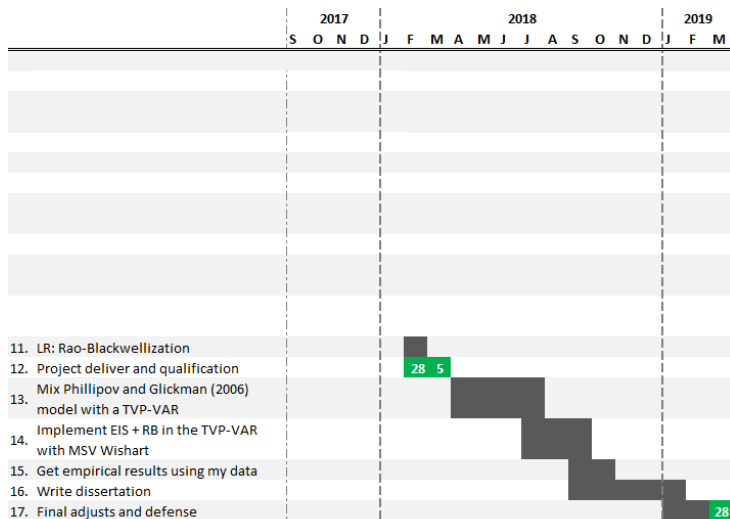 2017 2018 2019
S O N D J F M A M J J A S O N D J F M
11. LR: Rao-Blackwellization
12. Project deliver and qualification 28 5
13. Mix Phillipov and Glickman (2006)
model with a TVP-VAR
14. Implement EIS + RB in the TVP-VAR
with MSV Wishart
15. Get empirical results using my data
16. Write dissertation
17. Final adjusts and defense 28